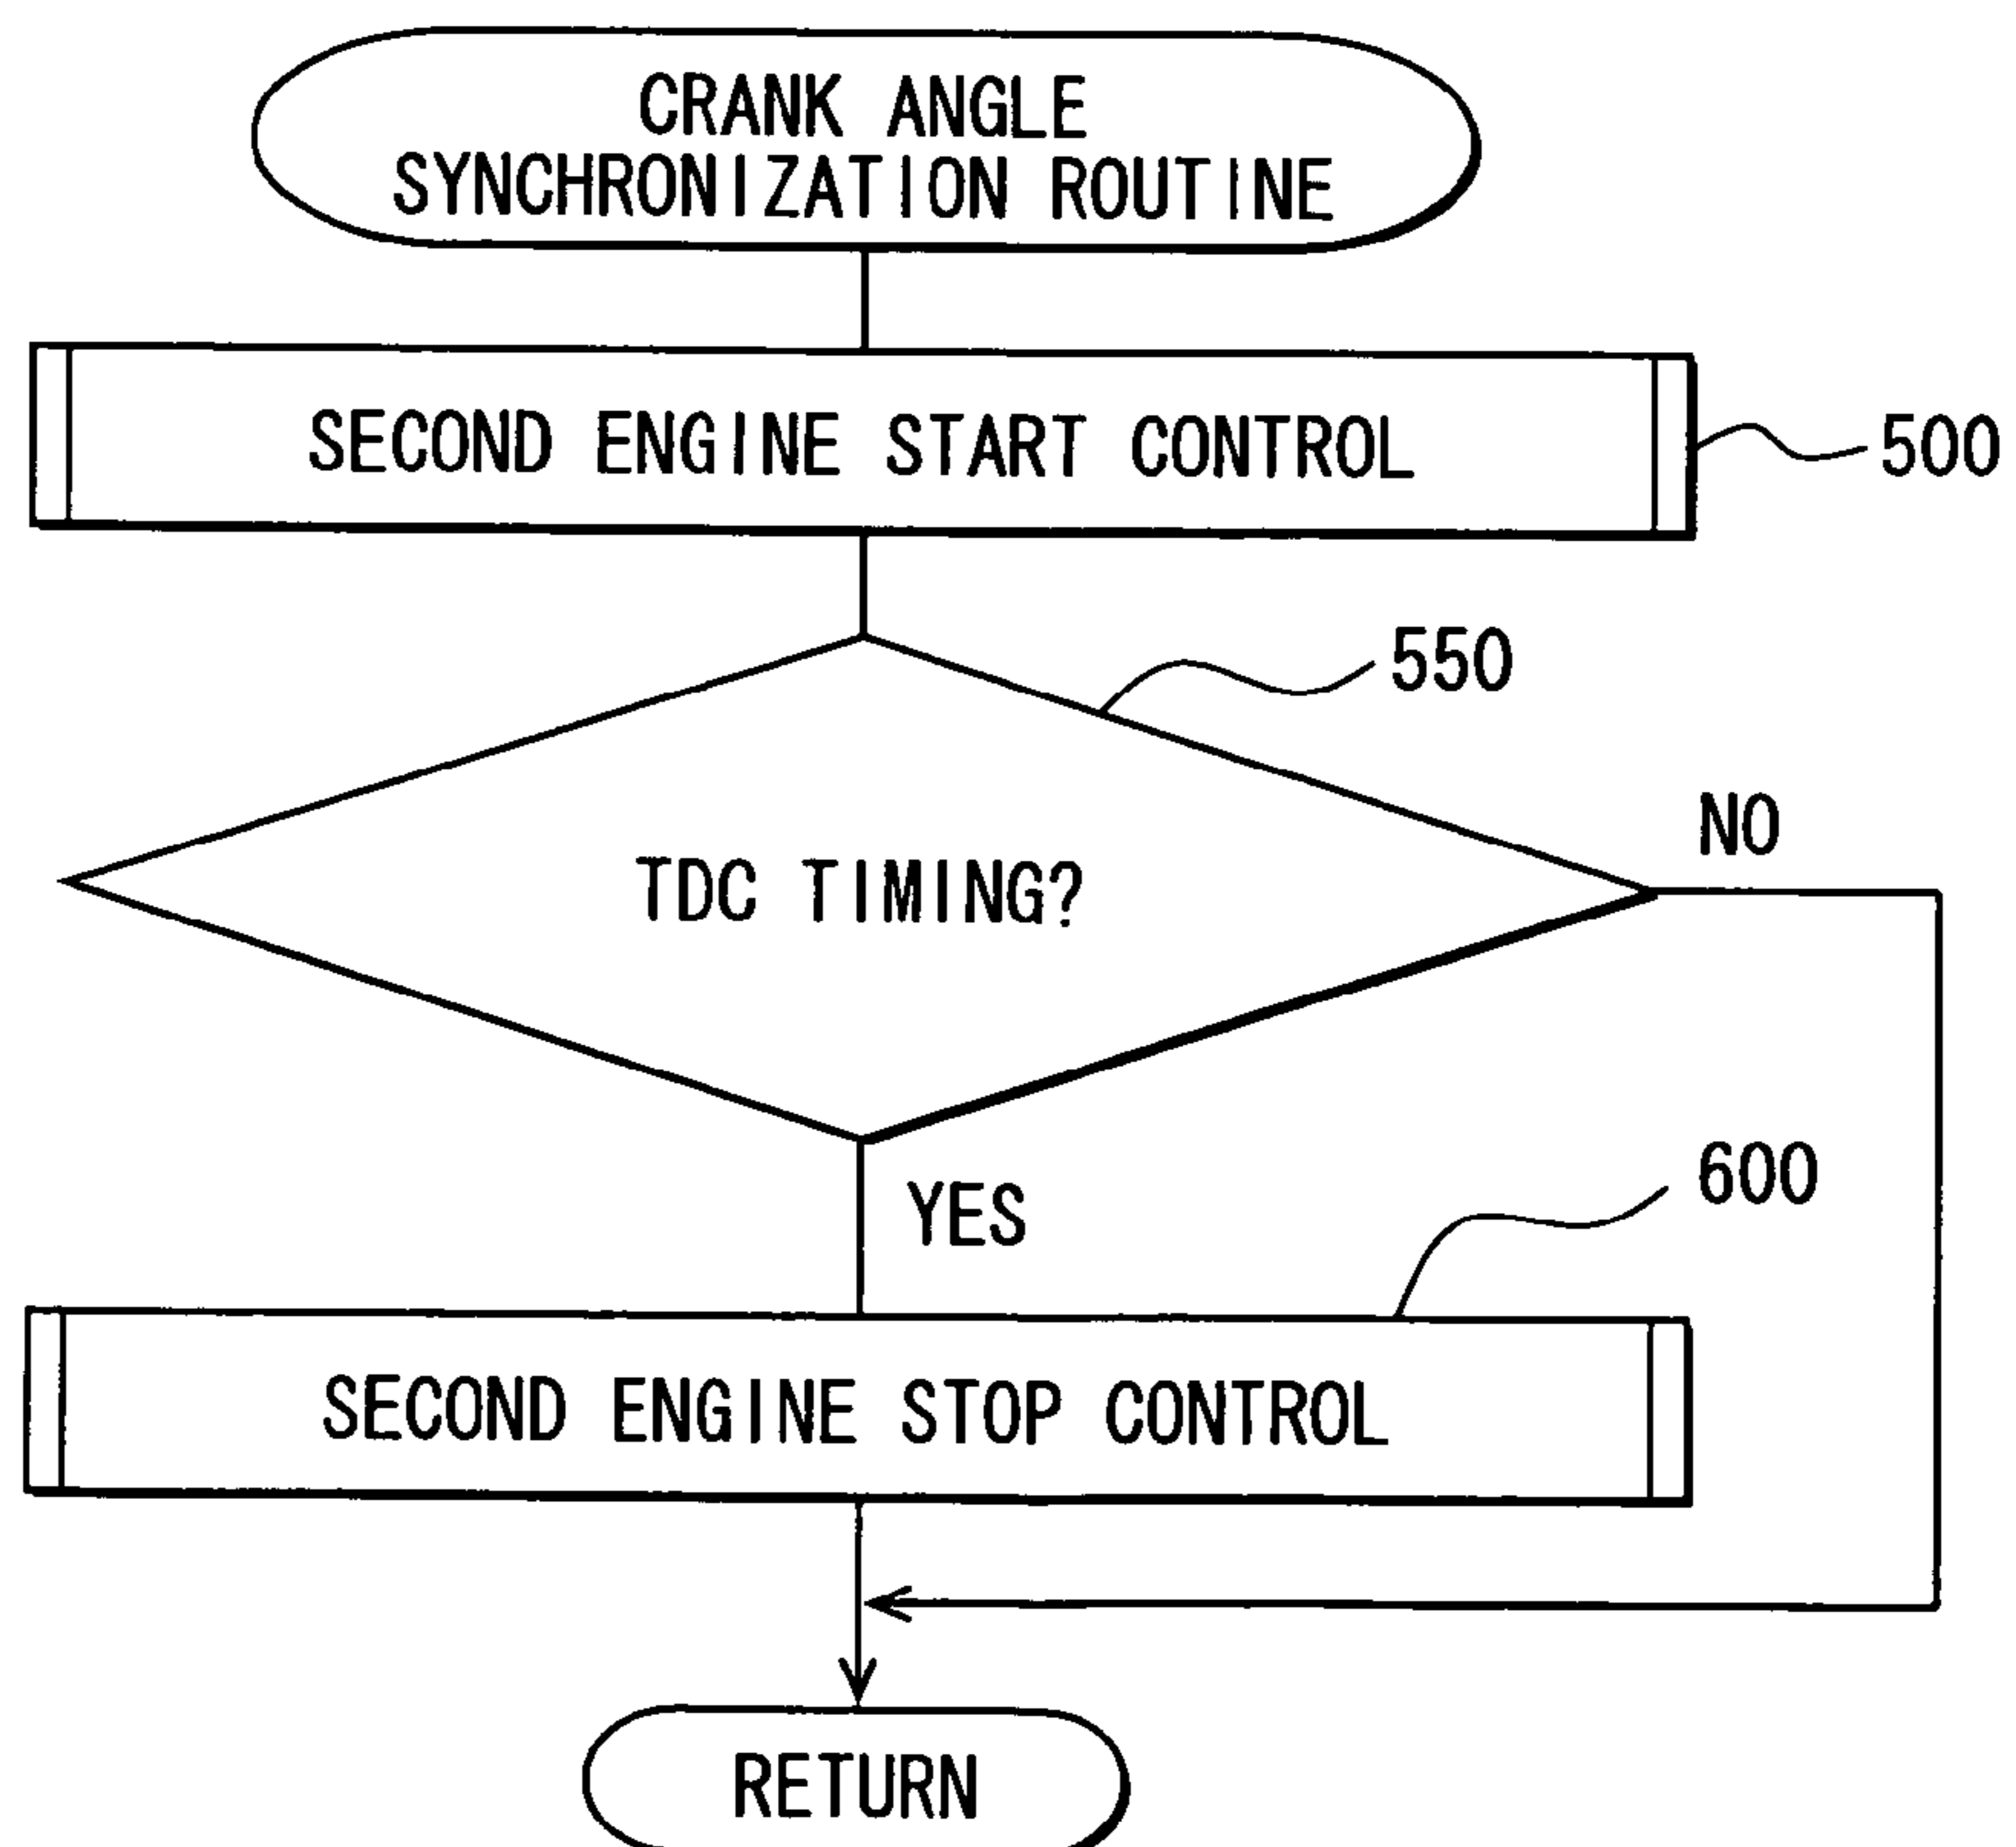 CRANK ANGLE
SYNCHRONIZATION ROUTINE
SECOND ENGINE START CONTROL
500
550
TDC TIMING?
NO
YES
600
SECOND ENGINE STOP CONTROL
RETURN